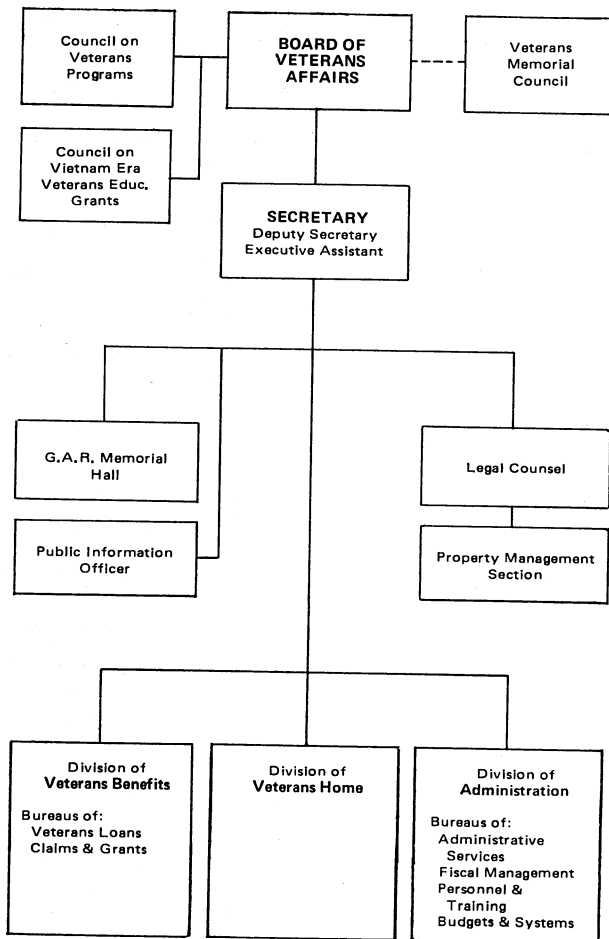 Council on
Veterans
Programs
BOARD OF
VETERANS
AFFAIRS
Veterans
Memorial
Council
Council on
Vietnam Era
Veterans Educ.
Grants
SECRETARY
Deputy Secretary
Executive Assistant
G.A.R. Memorial
Hall
Legal Counsel
Public Information
Officer
Property Management
Section
Division of
Veterans Benefits
Bureaus of:
Veterans Loans
Claims & Grants
Division of
Veterans Home
Division of
Administration
Bureaus of:
Administrative
Services
Fiscal Management
Personnel &
Training
Budgets & Systems